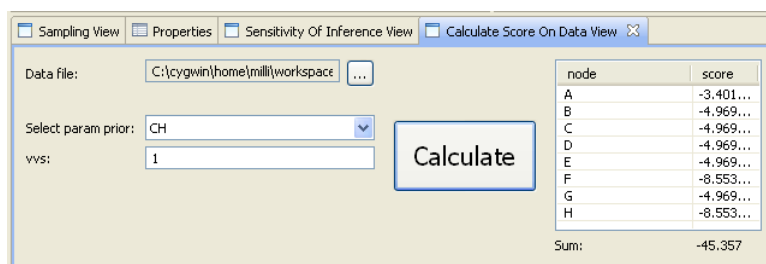 Sampling View Properties Sensitivity Of Inference View Calculate Score On Data View
Data file: C:\cygwin\home\milli\workspace ...
Select param prior: CH
vvs: 1
Calculate
node score
A -3.401...
B -4.969...
C -4.969...
D -4.969...
E -4.969...
F -8.553...
G -4.969...
H -8.553...
Sum: -45.357